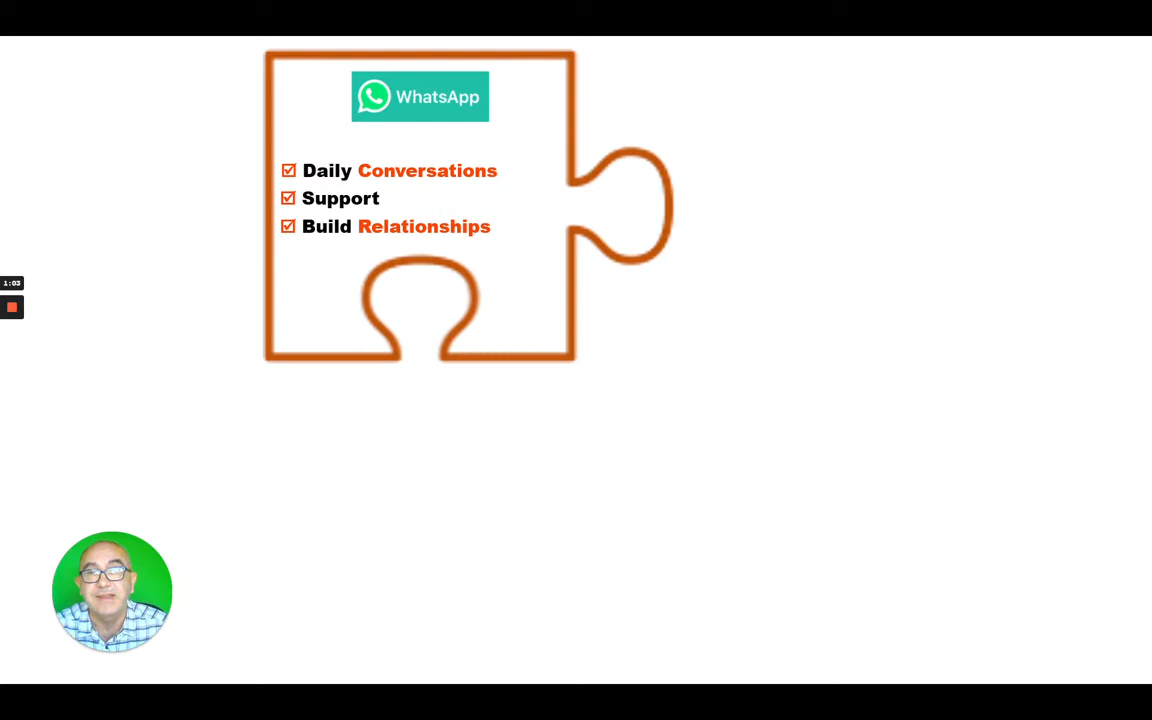 WhatsApp
Daily Conversations
Support
Build Relationships
1:03